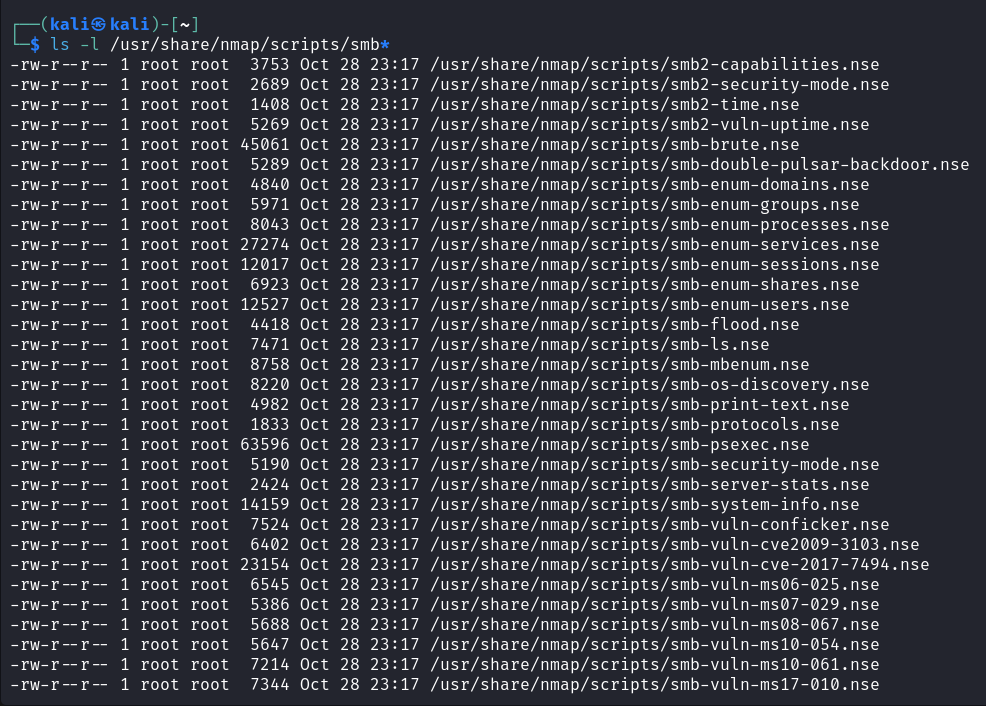 ┌──(kali㉿kali)-[~]
└─$ ls -l /usr/share/nmap/scripts/smb*
-rw-r--r-- 1 root root  3753 Oct 28 23:17 /usr/share/nmap/scripts/smb2-capabilities.nse
-rw-r--r-- 1 root root  2689 Oct 28 23:17 /usr/share/nmap/scripts/smb2-security-mode.nse
-rw-r--r-- 1 root root  1408 Oct 28 23:17 /usr/share/nmap/scripts/smb2-time.nse
-rw-r--r-- 1 root root  5269 Oct 28 23:17 /usr/share/nmap/scripts/smb2-vuln-uptime.nse
-rw-r--r-- 1 root root 45061 Oct 28 23:17 /usr/share/nmap/scripts/smb-brute.nse
-rw-r--r-- 1 root root  5289 Oct 28 23:17 /usr/share/nmap/scripts/smb-double-pulsar-backdoor.nse
-rw-r--r-- 1 root root  4840 Oct 28 23:17 /usr/share/nmap/scripts/smb-enum-domains.nse
-rw-r--r-- 1 root root  5971 Oct 28 23:17 /usr/share/nmap/scripts/smb-enum-groups.nse
-rw-r--r-- 1 root root  8043 Oct 28 23:17 /usr/share/nmap/scripts/smb-enum-processes.nse
-rw-r--r-- 1 root root 27274 Oct 28 23:17 /usr/share/nmap/scripts/smb-enum-services.nse
-rw-r--r-- 1 root root 12017 Oct 28 23:17 /usr/share/nmap/scripts/smb-enum-sessions.nse
-rw-r--r-- 1 root root  6923 Oct 28 23:17 /usr/share/nmap/scripts/smb-enum-shares.nse
-rw-r--r-- 1 root root 12527 Oct 28 23:17 /usr/share/nmap/scripts/smb-enum-users.nse
-rw-r--r-- 1 root root  4418 Oct 28 23:17 /usr/share/nmap/scripts/smb-flood.nse
-rw-r--r-- 1 root root  7471 Oct 28 23:17 /usr/share/nmap/scripts/smb-ls.nse
-rw-r--r-- 1 root root  8758 Oct 28 23:17 /usr/share/nmap/scripts/smb-mbenum.nse
-rw-r--r-- 1 root root  8220 Oct 28 23:17 /usr/share/nmap/scripts/smb-os-discovery.nse
-rw-r--r-- 1 root root  4982 Oct 28 23:17 /usr/share/nmap/scripts/smb-print-text.nse
-rw-r--r-- 1 root root  1833 Oct 28 23:17 /usr/share/nmap/scripts/smb-protocols.nse
-rw-r--r-- 1 root root 63596 Oct 28 23:17 /usr/share/nmap/scripts/smb-psexec.nse
-rw-r--r-- 1 root root  5190 Oct 28 23:17 /usr/share/nmap/scripts/smb-security-mode.nse
-rw-r--r-- 1 root root  2424 Oct 28 23:17 /usr/share/nmap/scripts/smb-server-stats.nse
-rw-r--r-- 1 root root 14159 Oct 28 23:17 /usr/share/nmap/scripts/smb-system-info.nse
-rw-r--r-- 1 root root  7524 Oct 28 23:17 /usr/share/nmap/scripts/smb-vuln-conficker.nse
-rw-r--r-- 1 root root  6402 Oct 28 23:17 /usr/share/nmap/scripts/smb-vuln-cve2009-3103.nse
-rw-r--r-- 1 root root 23154 Oct 28 23:17 /usr/share/nmap/scripts/smb-vuln-cve-2017-7494.nse
-rw-r--r-- 1 root root  6545 Oct 28 23:17 /usr/share/nmap/scripts/smb-vuln-ms06-025.nse
-rw-r--r-- 1 root root  5386 Oct 28 23:17 /usr/share/nmap/scripts/smb-vuln-ms07-029.nse
-rw-r--r-- 1 root root  5688 Oct 28 23:17 /usr/share/nmap/scripts/smb-vuln-ms08-067.nse
-rw-r--r-- 1 root root  5647 Oct 28 23:17 /usr/share/nmap/scripts/smb-vuln-ms10-054.nse
-rw-r--r-- 1 root root  7214 Oct 28 23:17 /usr/share/nmap/scripts/smb-vuln-ms10-061.nse
-rw-r--r-- 1 root root  7344 Oct 28 23:17 /usr/share/nmap/scripts/smb-vuln-ms17-010.nse